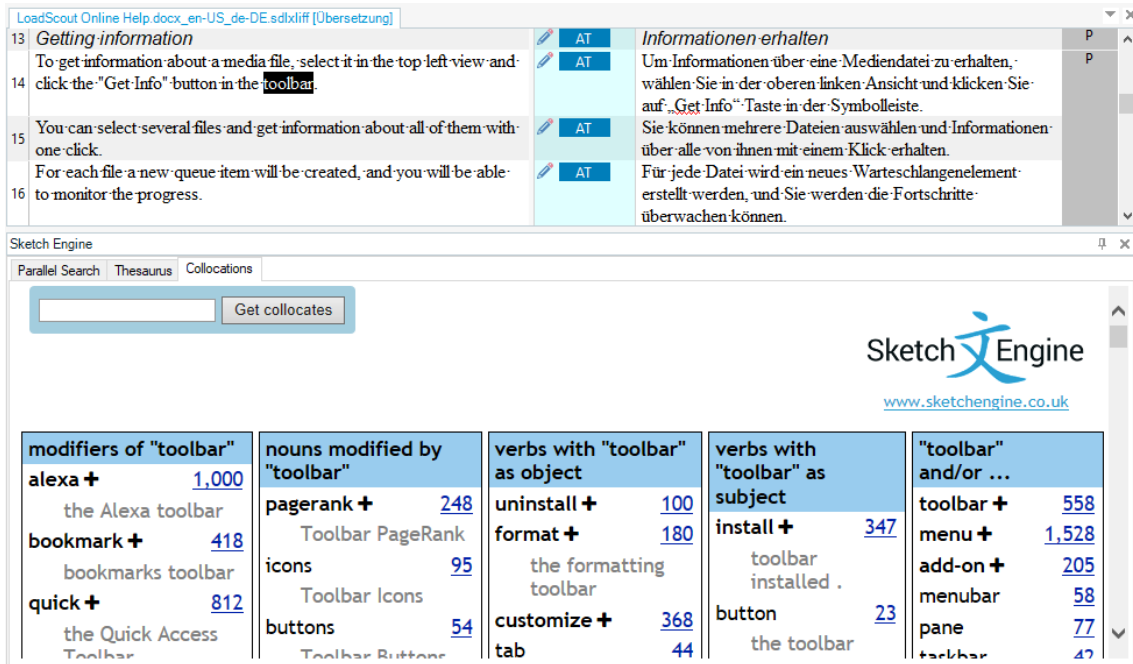 LoadScout Online Help.docx_en-US_de-DE.sdlxliff [Übersetzung]
13 Getting·information AT Informationen·erhalten P
14 To·get·information·about·a·media·file,·select·it·in·the·top·left·view·and· AT Um·Informationen·über·eine·Mediendatei·zu·erhalten,· P
click·the·"Get·Info"·button·in·the·toolbar. wählen·Sie·in·der·oberen·linken·Ansicht·und·klicken·Sie·
auf·„Get·Info“·Taste·in·der·Symbolleiste.
15 You·can·select·several·files·and·get·information·about·all·of·them·with· AT Sie·können·mehrere·Dateien·auswählen·und·Informationen·
one·click. über·alle·von·ihnen·mit·einem·Klick·erhalten.
16 For·each·file·a·new·queue·item·will·be·created,·and·you·will·be·able· AT Für·jede·Datei·wird·ein·neues·Warteschlangenelement·
to·monitor·the·progress. erstellt·werden,·und·Sie·werden·die·Fortschritte·
überwachen·können.
Sketch Engine
Parallel Search Thesaurus Collocations
Get collocates
Sketch 文 Engine
www.sketchengine.co.uk
modifiers of "toolbar"
alexa + 1,000
the Alexa toolbar
bookmark + 418
bookmarks toolbar
quick + 812
the Quick Access
Toolbar
nouns modified by
"toolbar"
pagerank + 248
Toolbar PageRank
icons 95
Toolbar Icons
buttons 54
Toolbar Buttons
verbs with "toolbar"
as object
uninstall + 100
format + 180
the formatting
toolbar
customize + 368
tab 44
verbs with
"toolbar" as
subject
install + 347
toolbar
installed .
button 23
the toolbar
"toolbar"
and/or ...
toolbar + 558
menu + 1,528
add-on + 205
menubar 58
pane 77
taskbar 42